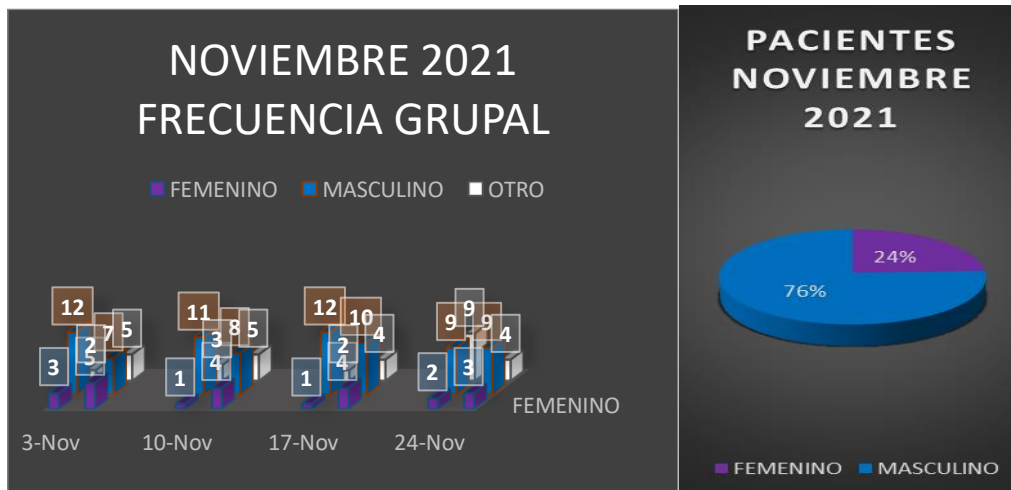 NOVIEMBRE 2021
FRECUENCIA GRUPAL
FEMENINO MASCULINO OTRO
12 2 7 5
3 5
11 3 8 5
1 4
12 2 10 4
1 4
9 9 9 4
2 3
FEMENINO
3-Nov 10-Nov 17-Nov 24-Nov
PACIENTES
NOVIEMBRE
2021
24%
76%
FEMENINO MASCULINO